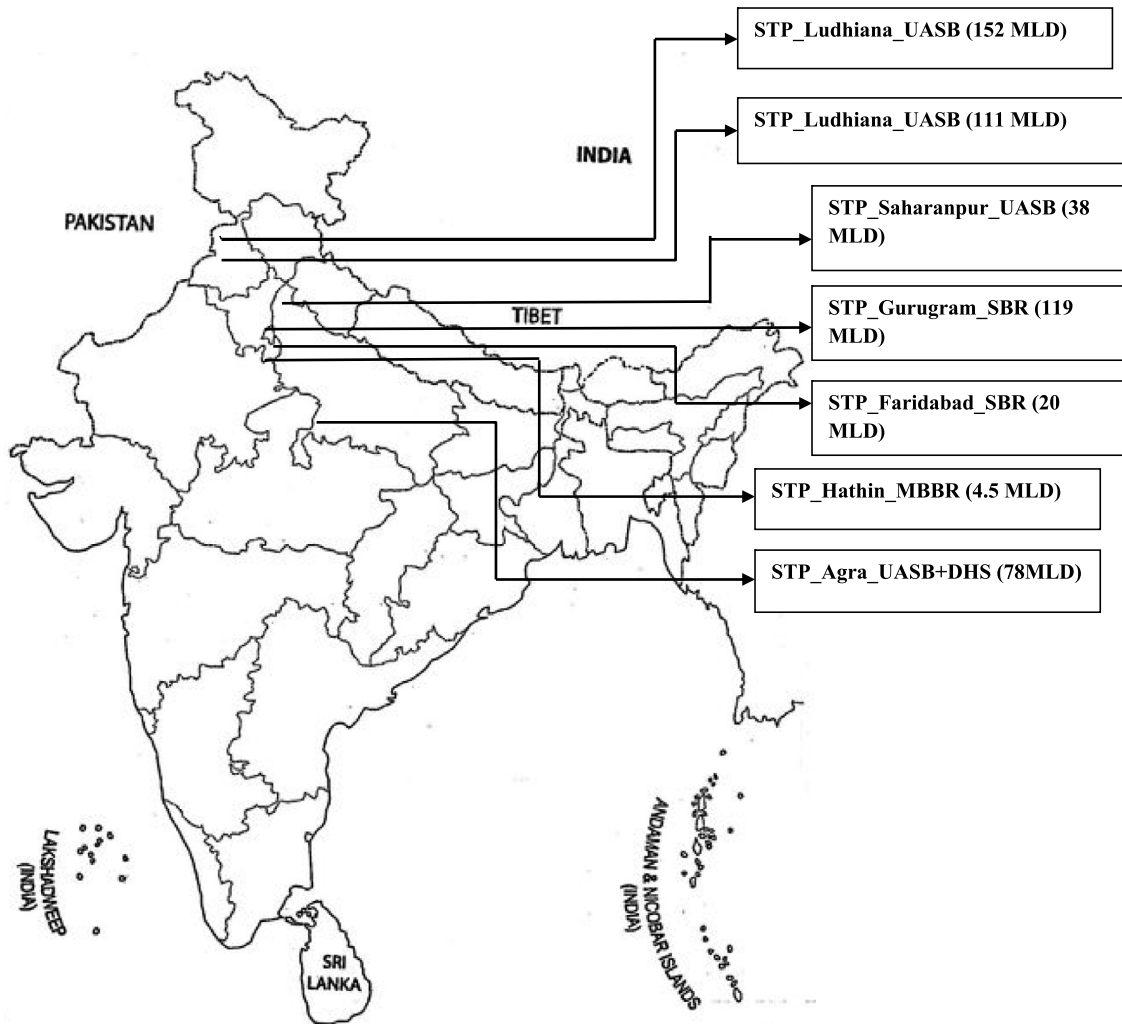 STP_Ludhiana_UASB (152 MLD)
STP_Ludhiana_UASB (111 MLD)
INDIA
PAKISTAN
STP_Saharanpur_UASB (38
MLD)
TIBET
STP_Gurugram_SBR (119
MLD)
STP_Faridabad_SBR (20
MLD)
STP_Hathin_MBBR (4.5 MLD)
STP_Agra_UASB+DHS (78MLD)
LAKSHADWEEP
(INDIA)
ANDAMAN & NICOBAR ISLANDS
(INDIA)
SRI
LANKA